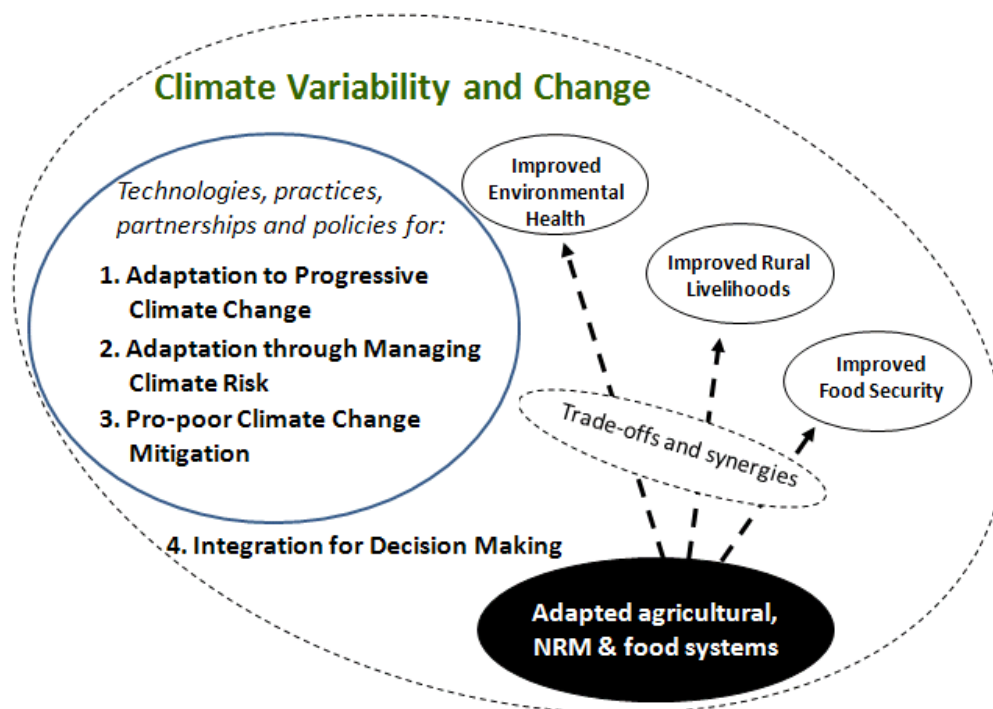 Climate Variability and Change
Technologies, practices,
partnerships and policies for:
1. Adaptation to Progressive
Climate Change
2. Adaptation through Managing
Climate Risk
3. Pro-poor Climate Change
Mitigation
4. Integration for Decision Making
Improved
Environmental
Health
Improved Rural
Livelihoods
Improved
Food Security
Trade-offs and synergies
Adapted agricultural,
NRM & food systems